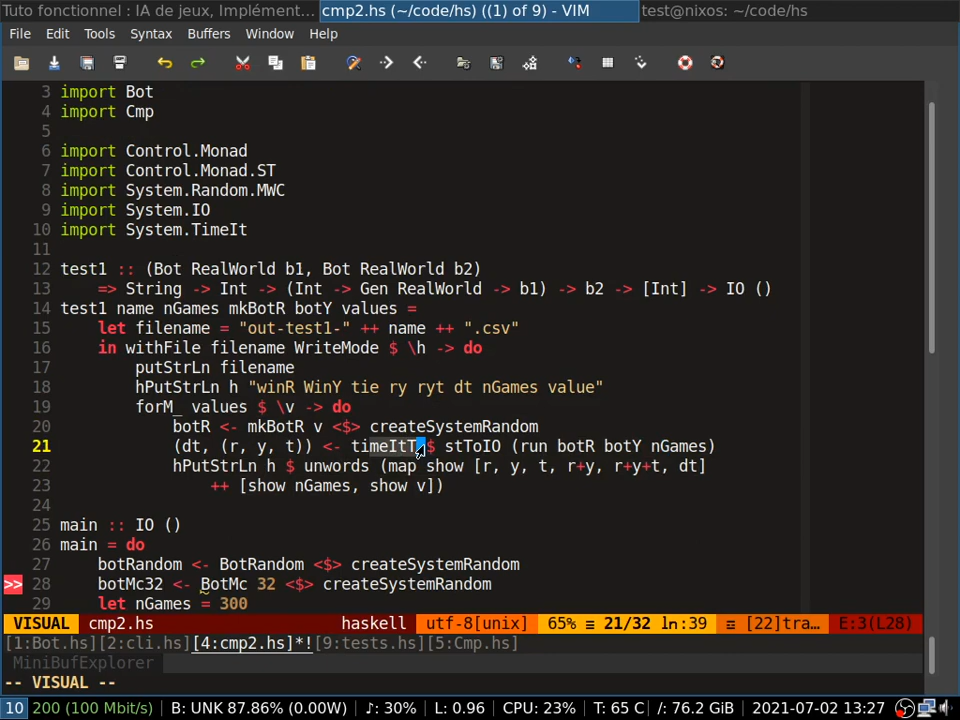 Tuto fonctionnel : IA de jeux, Implément... cmp2.hs (~/code/hs) ((1) of 9) - VIM test@nixos: ~/code/hs
File Edit Tools Syntax Buffers Window Help
3 import Bot
4 import Cmp
5
6 import Control.Monad
7 import Control.Monad.ST
8 import System.Random.MWC
9 import System.IO
10 import System.TimeIt
11
12 test1 :: (Bot RealWorld b1, Bot RealWorld b2)
13     => String -> Int -> (Int -> Gen RealWorld -> b1) -> b2 -> [Int] -> IO ()
14 test1 name nGames mkBotR botY values =
15     let filename = "out-test1-" ++ name ++ ".csv"
16     in withFile filename WriteMode $ \h -> do
17         putStrLn filename
18         hPutStrLn h "winR WinY tie ry ryt dt nGames value"
19         forM_ values $ \v -> do
20             botR <- mkBotR v <$> createSystemRandom
21             (dt, (r, y, t)) <- timeItT $ stToIO (run botR botY nGames)
22             hPutStrLn h $ unwords (map show [r, y, t, r+y, r+y+t, dt]
23                 ++ [show nGames, show v])
24
25 main :: IO ()
26 main = do
27     botRandom <- BotRandom <$> createSystemRandom
>> 28     botMc32 <- BotMc 32 <$> createSystemRandom
29     let nGames = 300
VISUAL cmp2.hs haskell utf-8[unix] 65% ≡ 21/32 ln:39 ≡ [22]tra… E:3(L28)
[1:Bot.hs][2:cli.hs][4:cmp2.hs]*![9:tests.hs][5:Cmp.hs]
MiniBufExplorer
-- VISUAL --
10 200 (100 Mbit/s) B: UNK 87.86% (0.00W) ♪: 30% L: 0.96 CPU: 23% T: 65 C /: 76.2 GiB 2021-07-02 13:27